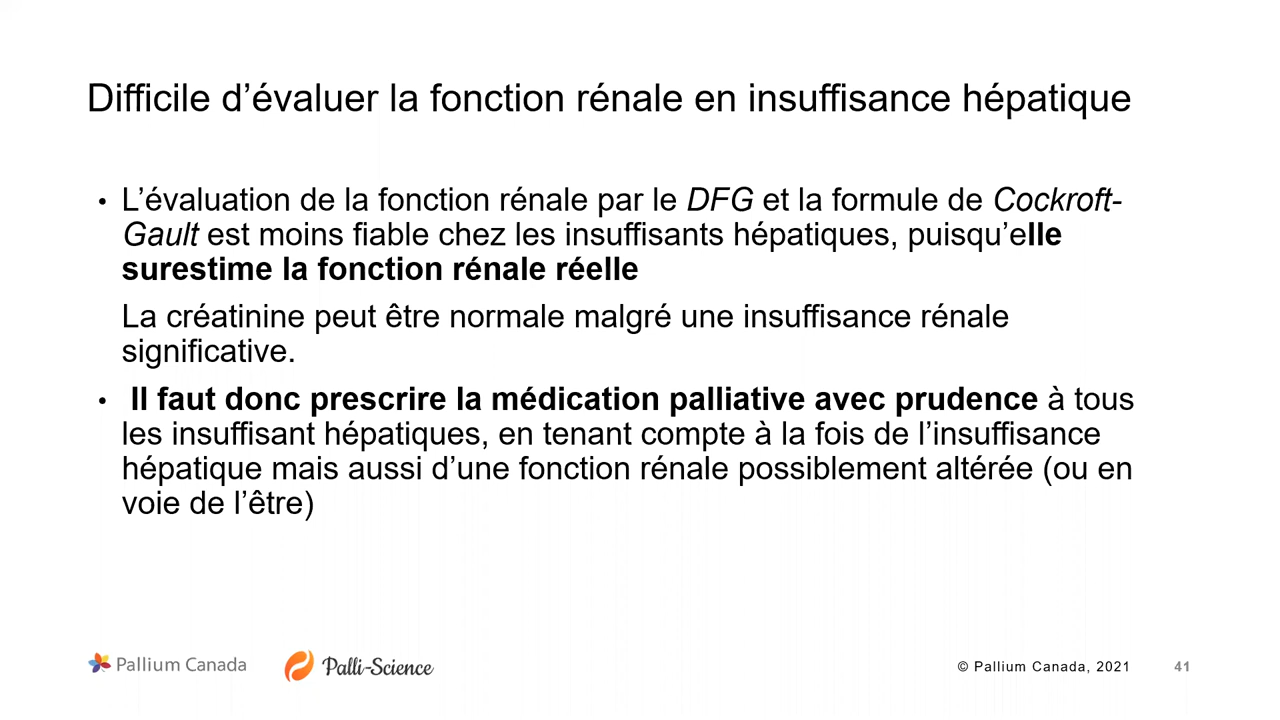 Difficile d’évaluer la fonction rénale en insuffisance hépatique
• L’évaluation de la fonction rénale par le DFG et la formule de Cockroft-
Gault est moins fiable chez les insuffisants hépatiques, puisqu’elle
surestime la fonction rénale réelle
La créatinine peut être normale malgré une insuffisance rénale
significative.
• Il faut donc prescrire la médication palliative avec prudence à tous
les insuffisant hépatiques, en tenant compte à la fois de l’insuffisance
hépatique mais aussi d’une fonction rénale possiblement altérée (ou en
voie de l’être)
Pallium Canada
Palli-Science
© Pallium Canada, 2021
41